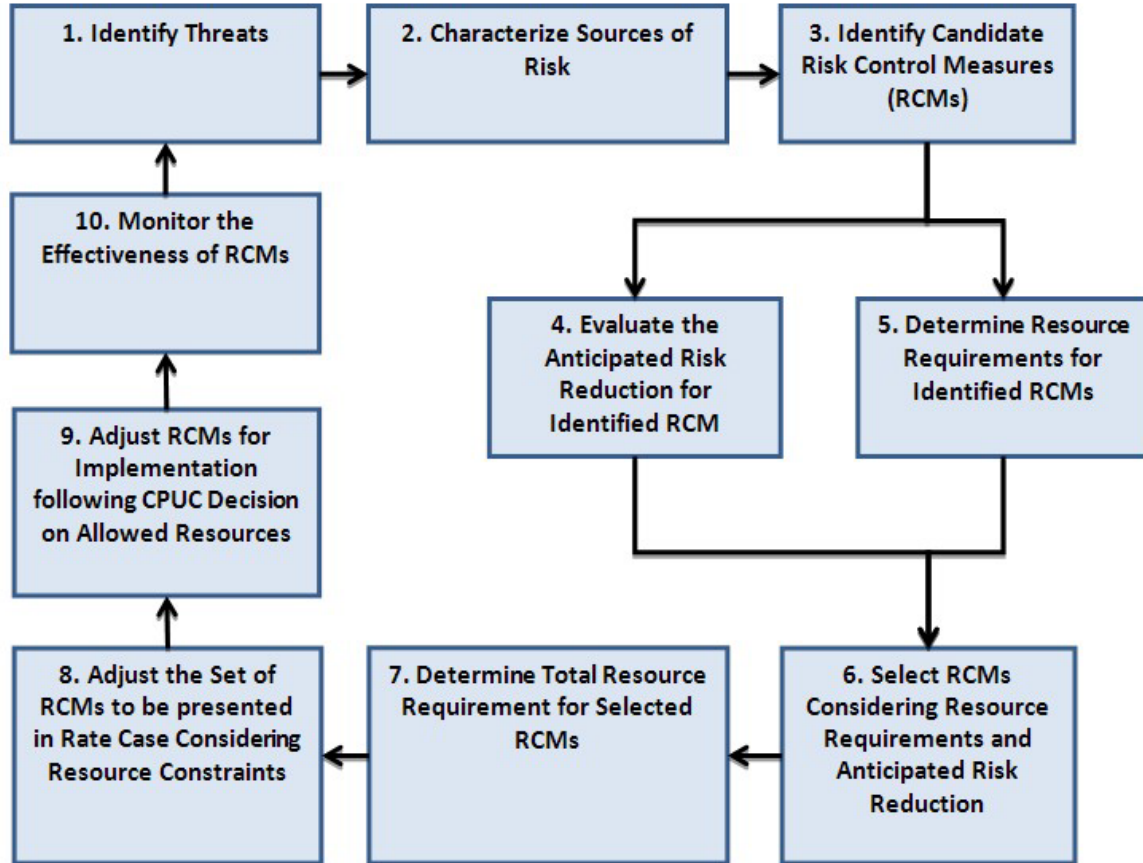 1. Identify Threats
2. Characterize Sources of
Risk
3. Identify Candidate
Risk Control Measures
(RCMs)
4. Evaluate the
Anticipated Risk
Reduction for
Identified RCM
5. Determine Resource
Requirements for
Identified RCMs
6. Select RCMs
Considering Resource
Requirements and
Anticipated Risk
Reduction
7. Determine Total Resource
Requirement for Selected
RCMs
8. Adjust the Set of
RCMs to be presented
in Rate Case Considering
Resource Constraints
9. Adjust RCMs for
Implementation
following CPUC Decision
on Allowed Resources
10. Monitor the
Effectiveness of RCMs